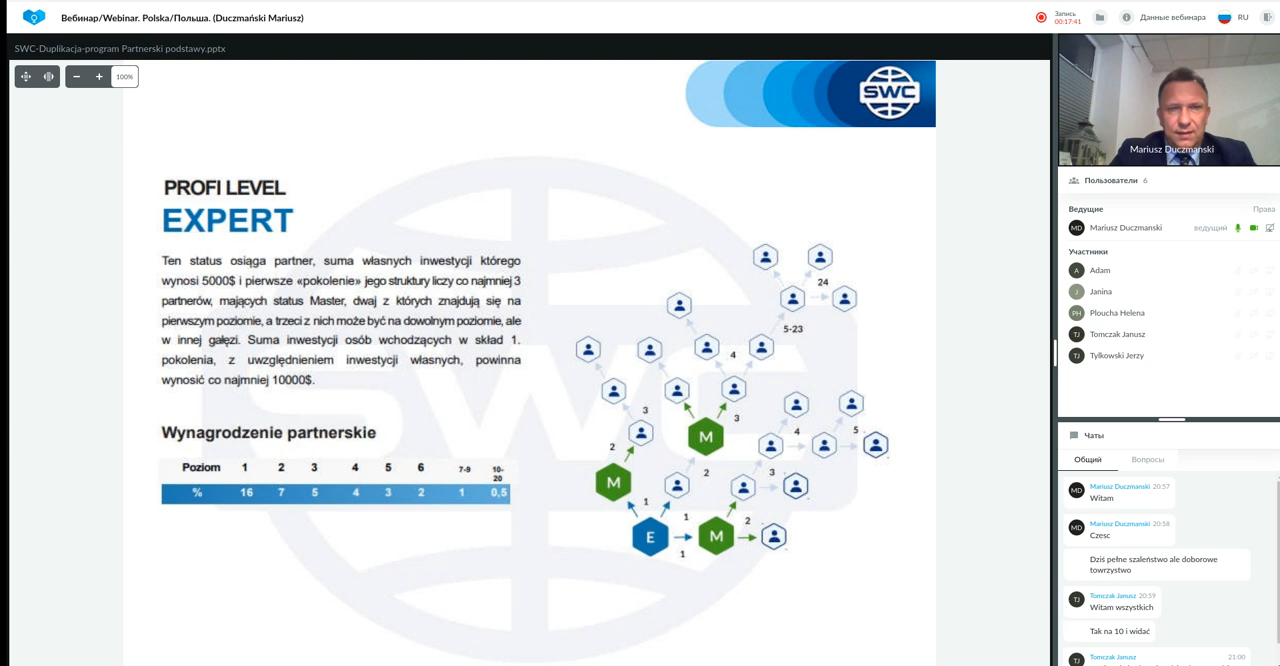 Вебинар/Webinar. Polska/Польша. (Duczmański Mariusz)
Запись
00:17:41
Данные вебинара
RU
SWC-Duplikacja-program Partnerski podstawy.pptx
100%
SWC
PROFI LEVEL
EXPERT
Ten status osiąga partner, suma własnych inwestycji którego
wynosi 5000$ i pierwsze «pokolenie» jego struktury liczy co najmniej 3
partnerów, mających status Master, dwaj z których znajdują się na
pierwszym poziomie, a trzeci z nich może być na dowolnym poziomie, ale
w innej gałęzi. Suma inwestycji osób wchodzących w skład 1.
pokolenia, z uwzględnieniem inwestycji własnych, powinna
wynosić co najmniej 10000$.
Wynagrodzenie partnerskie
Poziom 1 2 3 4 5 6 7-9 10-20
% 16 7 5 4 3 2 1 0,5
24
5-23
4
3
3
4
5
2
M
M
2
3
1
1
2
E
M
1
SWC
Mariusz Duczmanski
Пользователи 6
Ведущие
Права
MD Mariusz Duczmanski ведущий
Участники
A Adam
J Janina
PH Ploucha Helena
TJ Tomczak Janusz
TJ Tylkowski Jerzy
Чаты
Общий
Вопросы
MD Mariusz Duczmanski 20:57
Witam
MD Mariusz Duczmanski 20:58
Czesc
Dziś pełne szaleństwo ale doborowe
towrzystwo
TJ Tomczak Janusz 20:59
Witam wszystkich
Tak na 10 i widać
TJ Tomczak Janusz 21:00